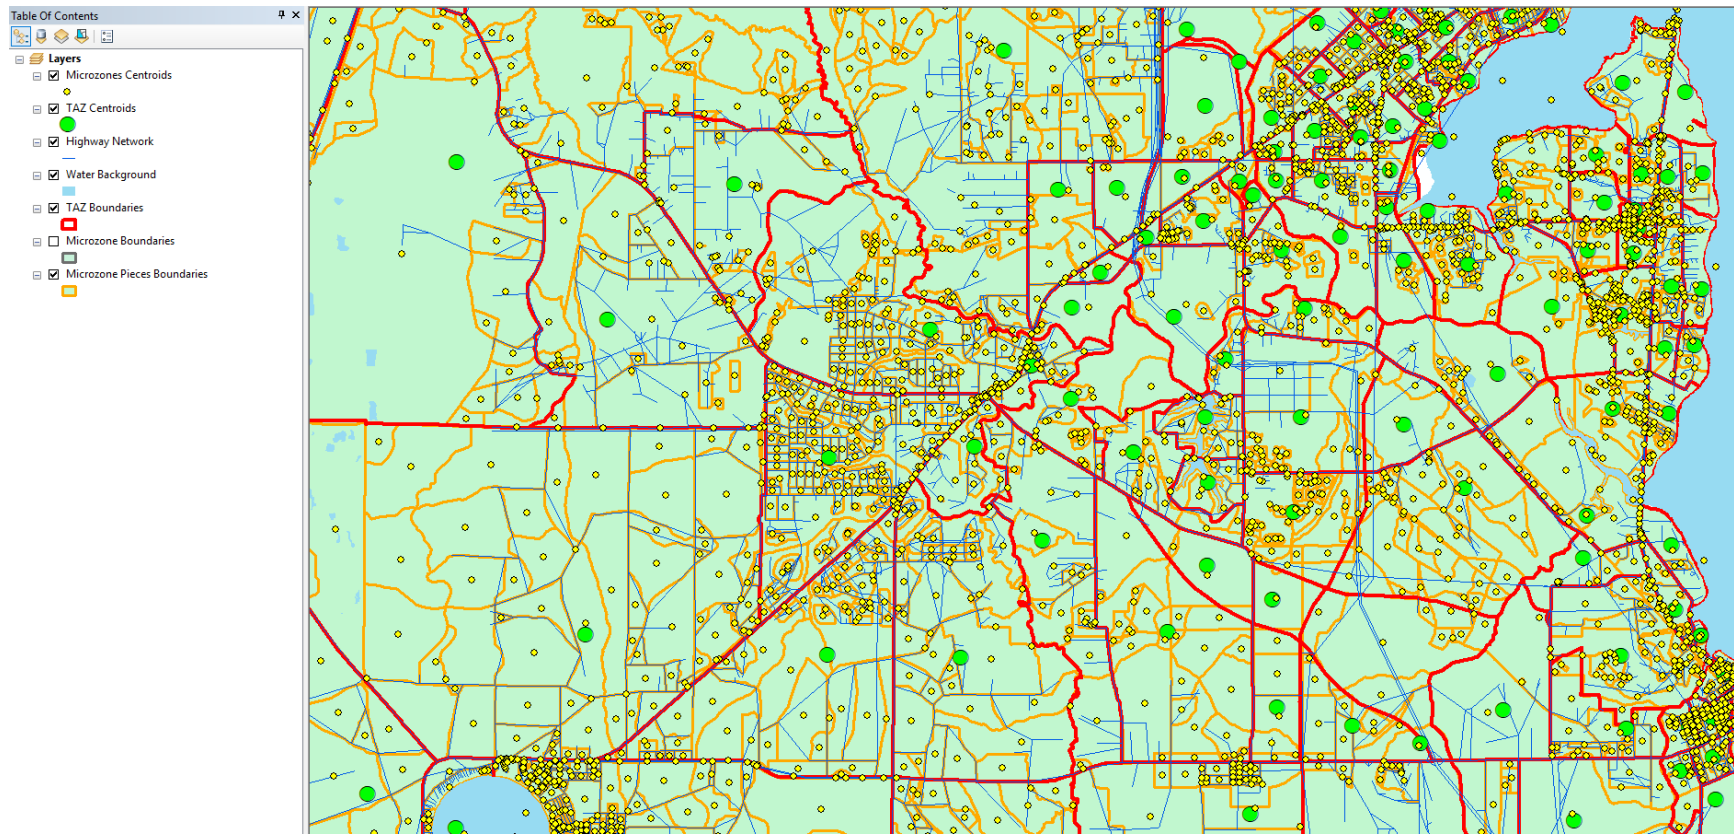 Table Of Contents
Layers
Microzones Centroids
TAZ Centroids
Highway Network
Water Background
TAZ Boundaries
Microzone Boundaries
Microzone Pieces Boundaries